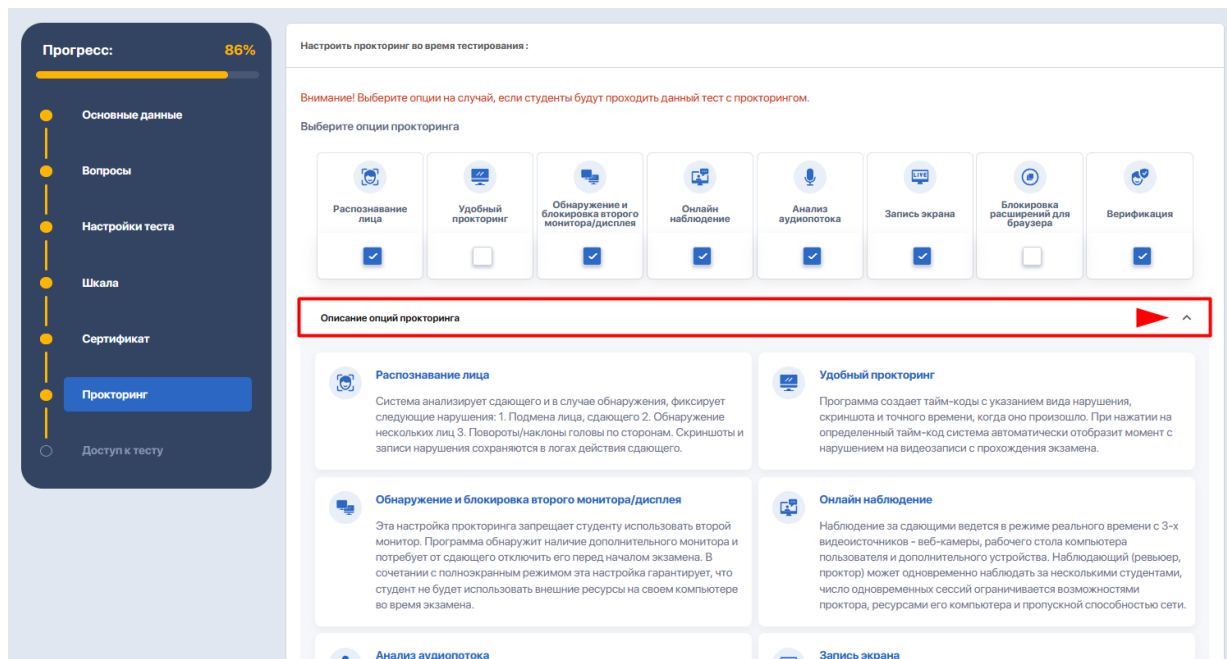 Прогресс: 86%
Основные данные
Вопросы
Настройки теста
Шкала
Сертификат
Прокторинг
Доступ к тесту
Настроить прокторинг во время тестирования :
Внимание! Выберите опции на случай, если студенты будут проходить данный тест с прокторингом.
Выберите опции прокторинга
Распознавание
лица
Удобный
прокторинг
Обнаружение и
блокировка второго
монитора/дисплея
Онлайн
наблюдение
Анализ
аудиопотока
LIVE
Запись экрана
Блокировка
расширений для
браузера
Верификация
Описание опций прокторинга
Распознавание лица
Система анализирует сдающего и в случае обнаружения, фиксирует
следующие нарушения: 1. Подмена лица, сдающего 2. Обнаружение
нескольких лиц 3. Повороты/наклоны головы по сторонам. Скриншоты и
записи нарушения сохраняются в логах действия сдающего.
Удобный прокторинг
Программа создает тайм-коды с указанием вида нарушения,
скриншота и точного времени, когда оно произошло. При нажатии на
определенный тайм-код система автоматически отобразит момент с
нарушением на видеозаписи с прохождения экзамена.
Обнаружение и блокировка второго монитора/дисплея
Эта настройка прокторинга запрещает студенту использовать второй
монитор. Программа обнаружит наличие дополнительного монитора и
потребует от сдающего отключить его перед началом экзамена. В
сочетании с полноэкранным режимом эта настройка гарантирует, что
студент не будет использовать внешние ресурсы на своем компьютере
во время экзамена.
Онлайн наблюдение
Наблюдение за сдающими ведется в режиме реального времени с 3-х
видеоисточников - веб-камеры, рабочего стола компьютера
пользователя и дополнительного устройства. Наблюдающий (ревьюер,
проктор) может одновременно наблюдать за несколькими студентами,
число одновременных сессий ограничивается возможностями
проктора, ресурсами его компьютера и пропускной способностью сети.
Анализ аудиопотока
Запись экрана